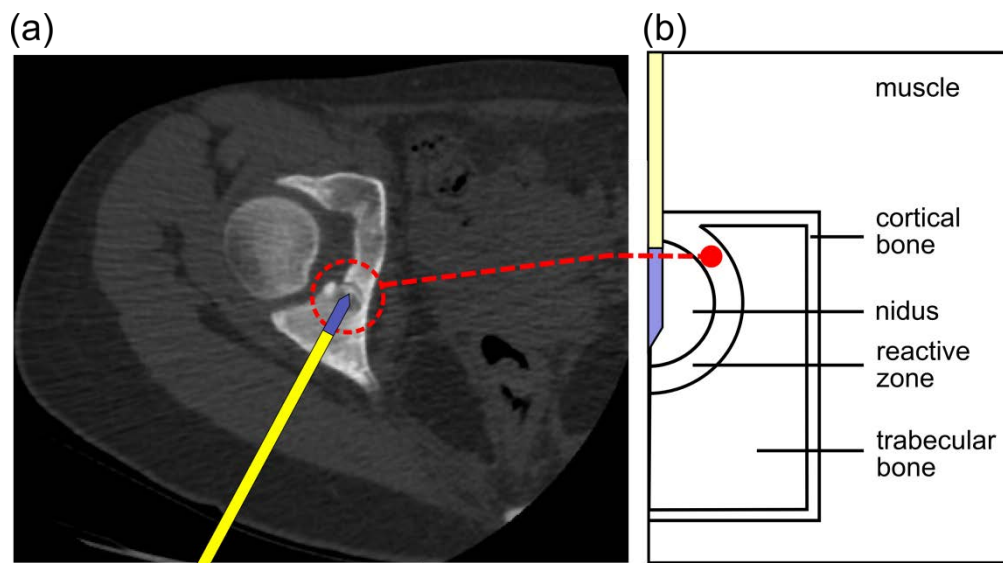 (a)
(b)
muscle
cortical
bone
nidus
reactive
zone
trabecular
bone